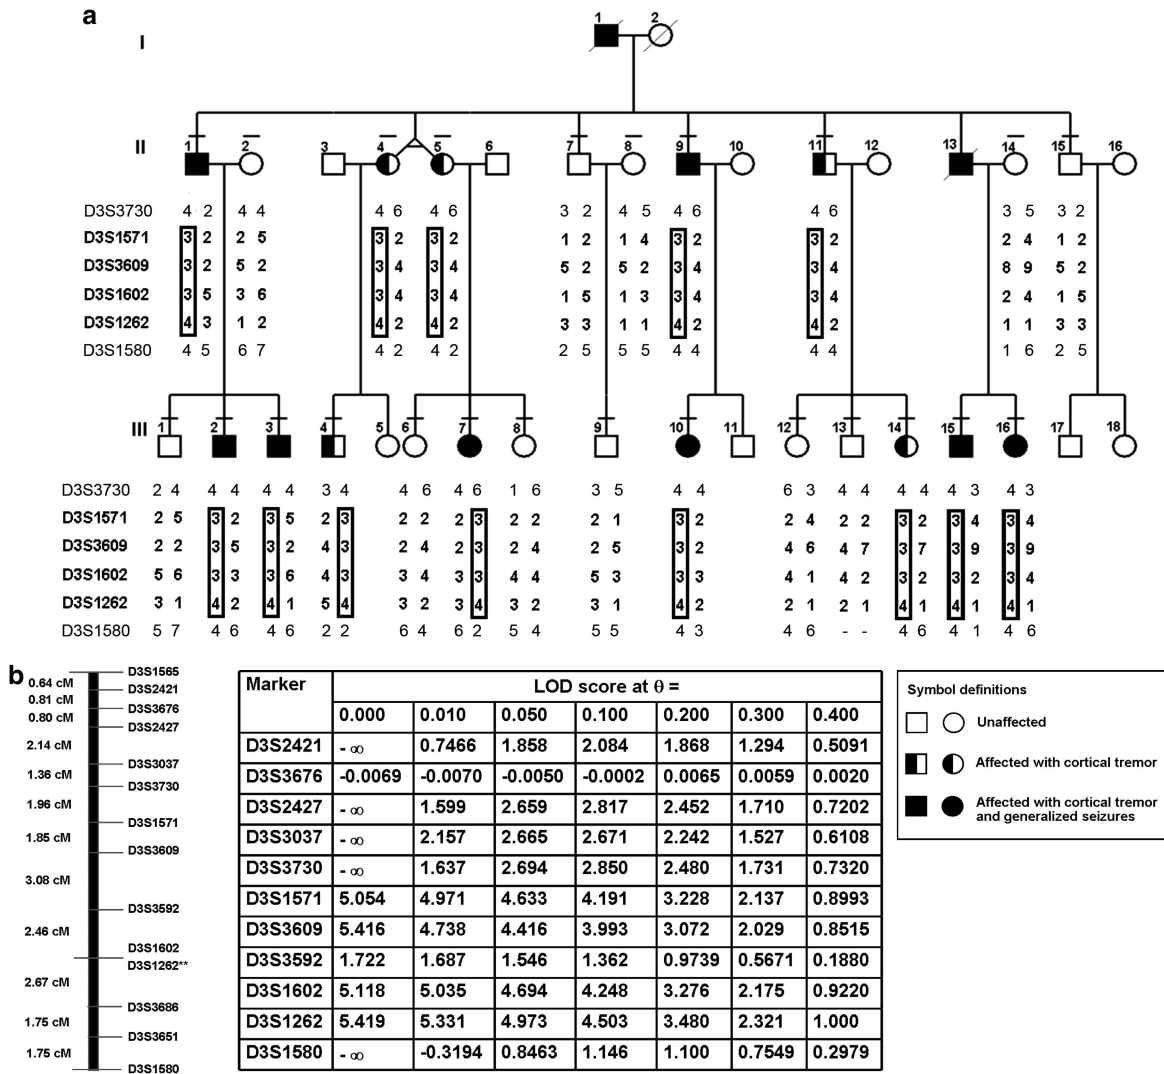 a
I
1 2
II
1 2 3 4 5 6 7 8 9 10 11 12 13 14 15 16
D3S3730 4 2 4 4 4 6 4 6 3 2 4 5 4 6 4 6 3 5 3 2
D3S1571 3 2 2 5 3 2 3 2 1 2 1 4 3 2 3 2 2 4 1 2
D3S3609 3 2 5 2 3 4 3 4 5 2 5 2 3 4 3 4 8 9 5 2
D3S1602 3 5 3 6 3 4 3 4 1 5 1 3 3 4 3 4 2 4 1 5
D3S1262 4 3 1 2 4 2 4 2 3 3 1 1 4 2 4 2 1 1 3 3
D3S1580 4 5 6 7 4 2 4 2 2 5 5 5 4 4 4 4 1 6 2 5
III
1 2 3 4 5 6 7 8 9 10 11 12 13 14 15 16 17 18
D3S3730 2 4 4 4 4 4 3 4 4 6 4 6 1 6 3 5 4 4 6 3 4 4 4 4 4 3 4 3
D3S1571 2 5 3 2 3 5 2 3 2 2 2 3 2 2 2 1 3 2 2 4 2 2 3 2 3 4 3 4
D3S3609 2 2 3 5 3 2 4 3 2 4 2 3 2 4 2 5 3 2 4 6 4 7 3 7 3 9 3 9
D3S1602 5 6 3 3 3 6 4 3 3 4 3 3 4 4 5 3 3 3 4 1 4 2 3 2 3 2 3 4
D3S1262 3 1 4 2 4 1 5 4 3 2 3 4 3 2 3 1 4 2 2 1 2 1 4 1 4 1 4 1
D3S1580 5 7 4 6 4 6 2 2 6 4 6 2 5 4 5 5 4 3 4 6 - - 4 6 4 1 4 6
b
D3S1565
0.64 cM
D3S2421
0.81 cM
D3S3676
0.80 cM
D3S2427
2.14 cM
D3S3037
1.36 cM
D3S3730
1.96 cM
D3S1571
1.85 cM
D3S3609
3.08 cM
D3S3592
2.46 cM
D3S1602
D3S1262**
2.67 cM
D3S3686
1.75 cM
D3S3651
1.75 cM
D3S1580
Marker LOD score at θ =
0.000 0.010 0.050 0.100 0.200 0.300 0.400
D3S2421 - ∞ 0.7466 1.858 2.084 1.868 1.294 0.5091
D3S3676 -0.0069 -0.0070 -0.0050 -0.0002 0.0065 0.0059 0.0020
D3S2427 - ∞ 1.599 2.659 2.817 2.452 1.710 0.7202
D3S3037 - ∞ 2.157 2.665 2.671 2.242 1.527 0.6108
D3S3730 - ∞ 1.637 2.694 2.850 2.480 1.731 0.7320
D3S1571 5.054 4.971 4.633 4.191 3.228 2.137 0.8993
D3S3609 5.416 4.738 4.416 3.993 3.072 2.029 0.8515
D3S3592 1.722 1.687 1.546 1.362 0.9739 0.5671 0.1880
D3S1602 5.118 5.035 4.694 4.248 3.276 2.175 0.9220
D3S1262 5.419 5.331 4.973 4.503 3.480 2.321 1.000
D3S1580 - ∞ -0.3194 0.8463 1.146 1.100 0.7549 0.2979
Symbol definitions
Unaffected
Affected with cortical tremor
Affected with cortical tremor
and generalized seizures